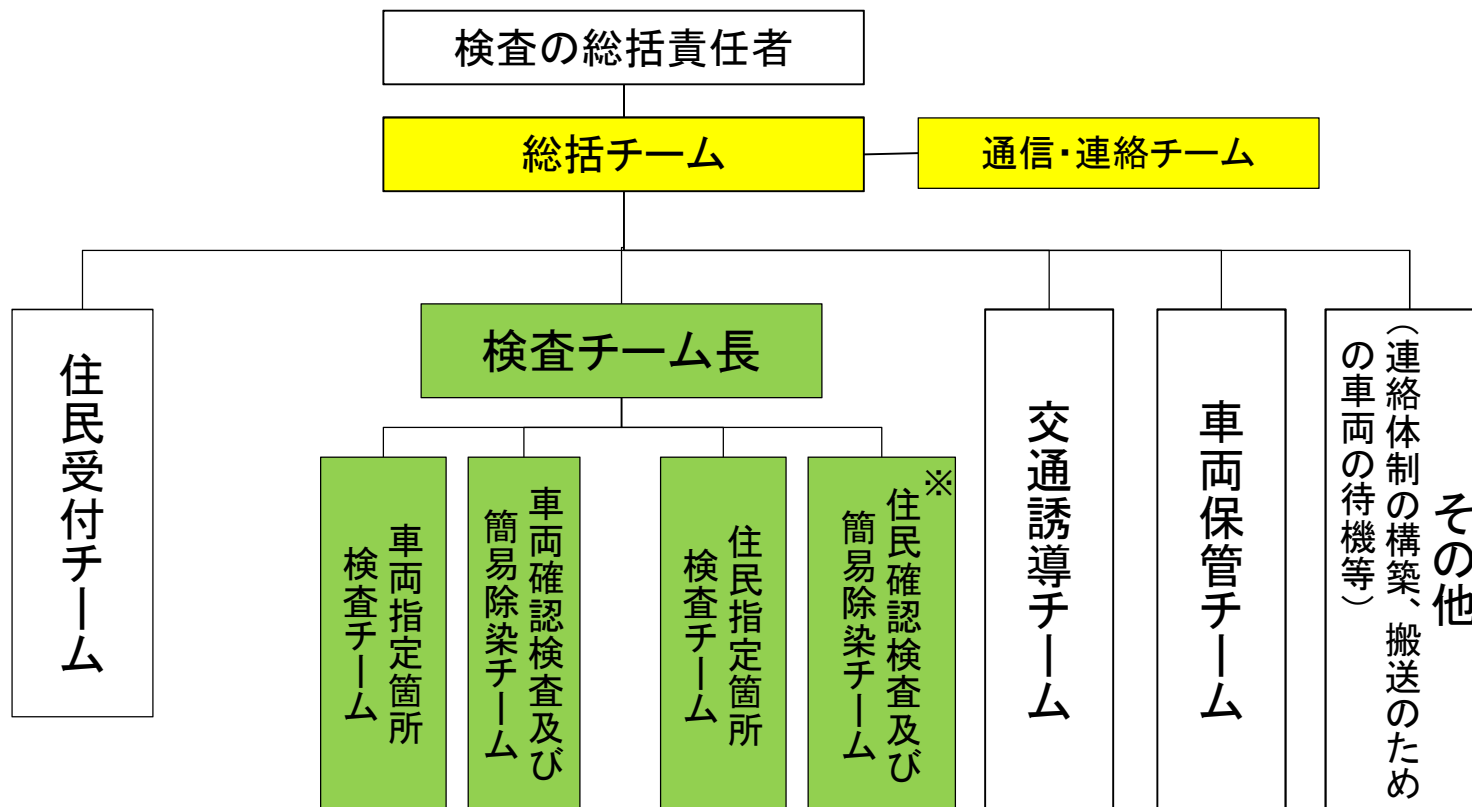 検査の総括責任者
総括チーム
通信・連絡チーム
住民受付チーム
検査チーム長
車両指定箇所
検査チーム
車両確認検査及び
簡易除染チーム
住民指定箇所
検査チーム
住民確認検査及び※
簡易除染チーム
交通誘導チーム
車両保管チーム
その他
（連絡体制の構築、搬送のため
の車両の待機等）